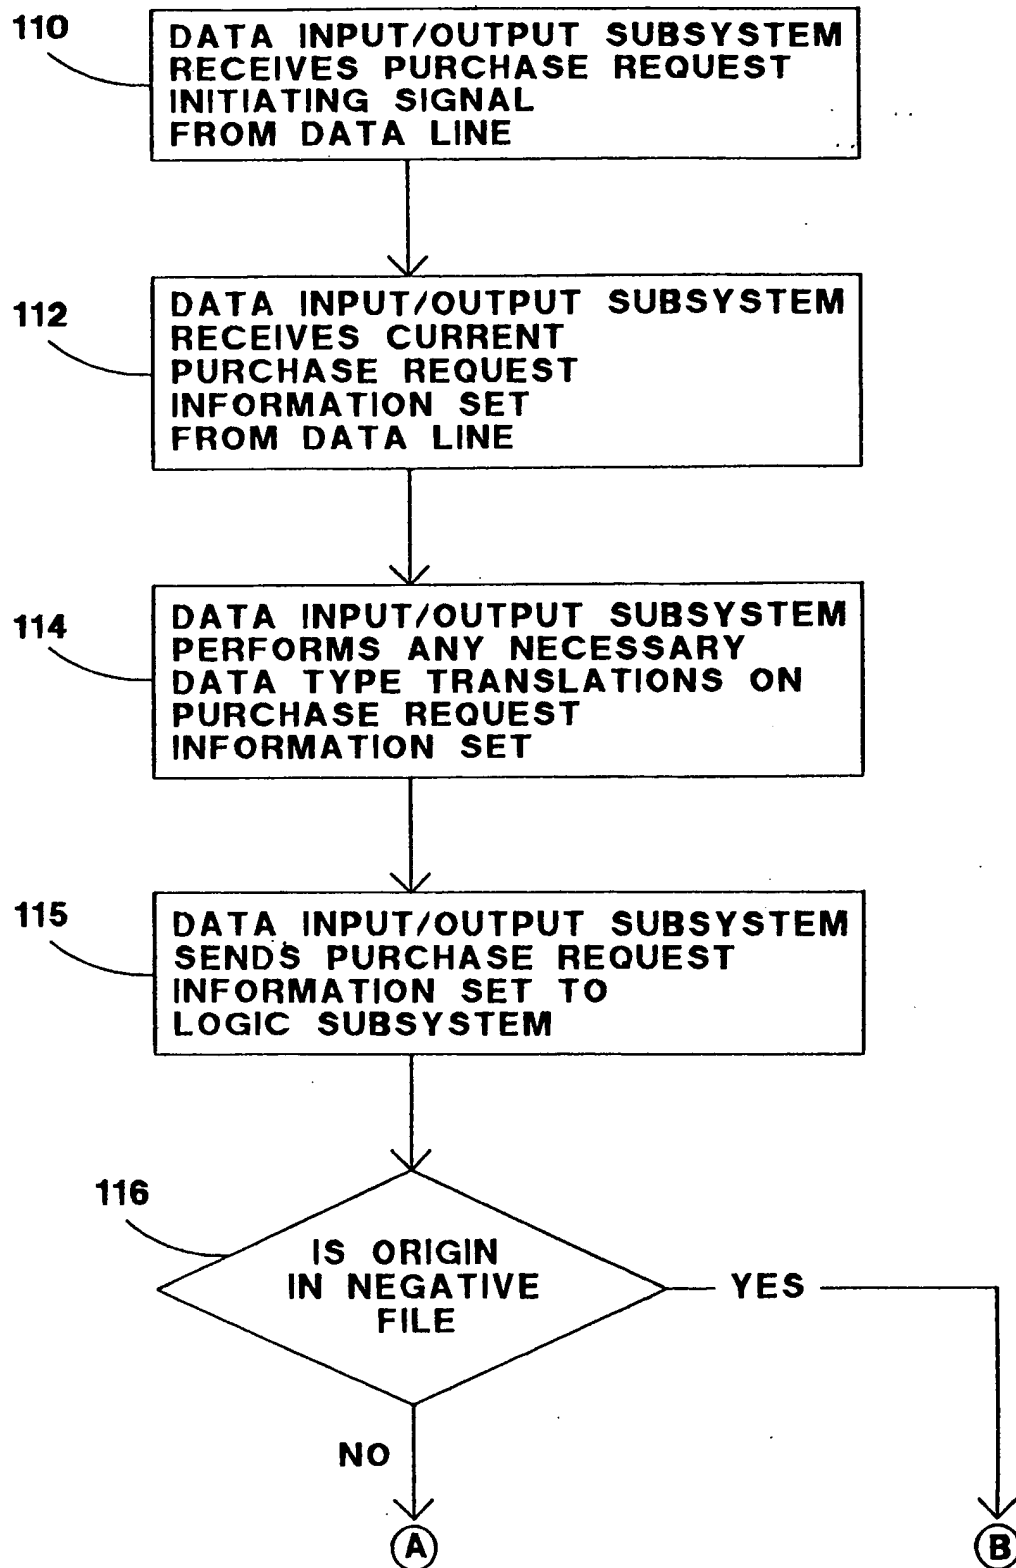 110
DATA INPUT/OUTPUT SUBSYSTEM
RECEIVES PURCHASE REQUEST
INITIATING SIGNAL
FROM DATA LINE
112
DATA INPUT/OUTPUT SUBSYSTEM
RECEIVES CURRENT
PURCHASE REQUEST
INFORMATION SET
FROM DATA LINE
114
DATA INPUT/OUTPUT SUBSYSTEM
PERFORMS ANY NECESSARY
DATA TYPE TRANSLATIONS ON
PURCHASE REQUEST
INFORMATION SET
115
DATA INPUT/OUTPUT SUBSYSTEM
SENDS PURCHASE REQUEST
INFORMATION SET TO
LOGIC SUBSYSTEM
116
IS ORIGIN
IN NEGATIVE
FILE
YES
NO
A
B